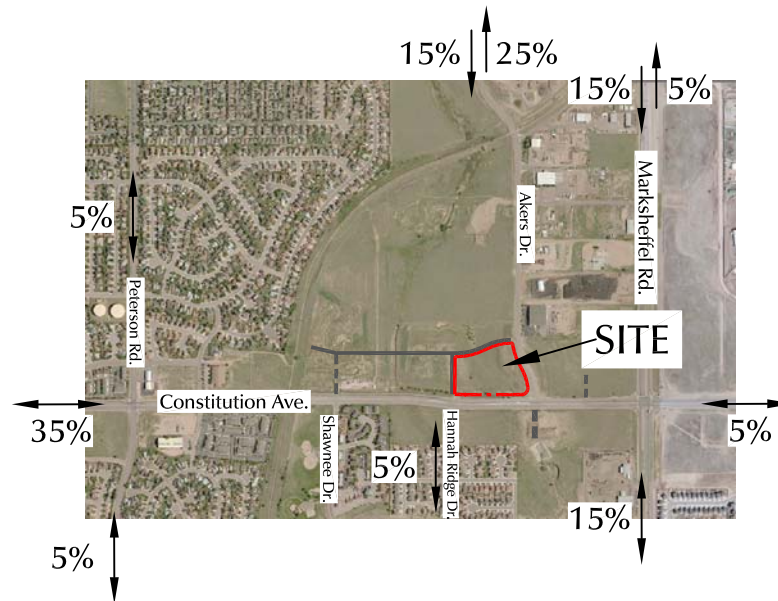 15% 25%
15% 5%
5%
Akers Dr.
Marksheffel Rd.
Peterson Rd.
SITE
Constitution Ave.
35%
5%
Shawnee Dr.
Hannah Ridge Dr.
5%
15%
5%